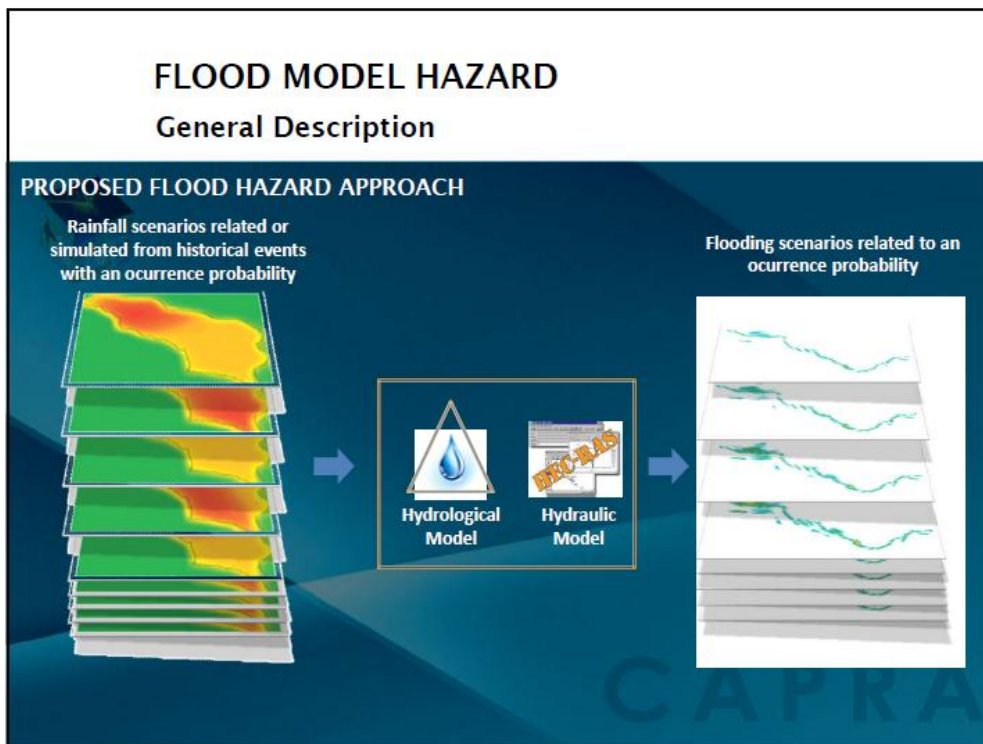 FLOOD MODEL HAZARD
General Description
PROPOSED FLOOD HAZARD APPROACH
Rainfall scenarios related or
simulated from historical events
with an ocurrence probability
Flooding scenarios related to an
ocurrence probability
HEC-RAS
Hydrological
Model
Hydraulic
Model
CAPRA